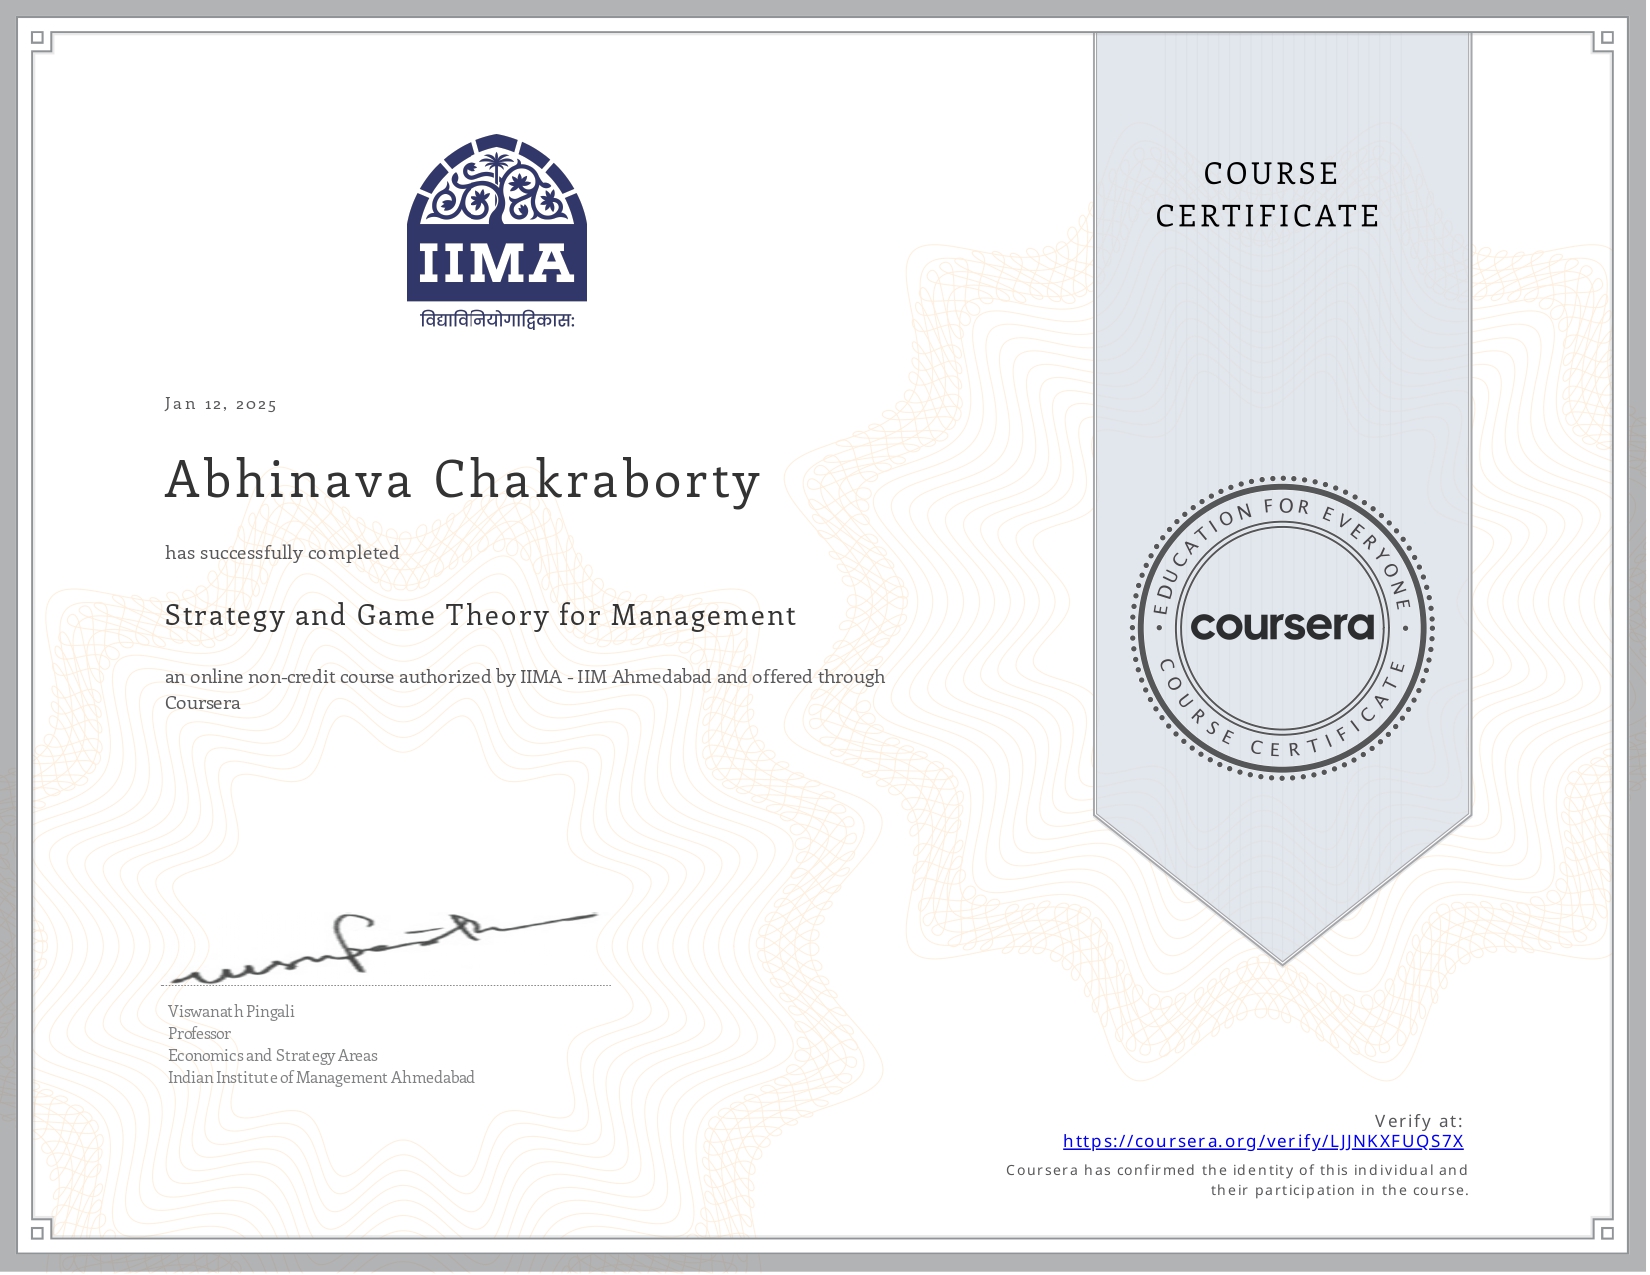 IIMA
विद्याविनियोगाद्विकास:
COURSE
CERTIFICATE
Jan 12, 2025
Abhinava Chakraborty
has successfully completed
Strategy and Game Theory for Management
an online non-credit course authorized by IIMA - IIM Ahmedabad and offered through
Coursera
EDUCATION FOR EVERYONE
coursera
COURSE CERTIFICATE
Viswanath Pingali
Professor
Economics and Strategy Areas
Indian Institute of Management Ahmedabad
Verify at:
https://coursera.org/verify/LJJNKXFUQS7X
Coursera has confirmed the identity of this individual and
their participation in the course.